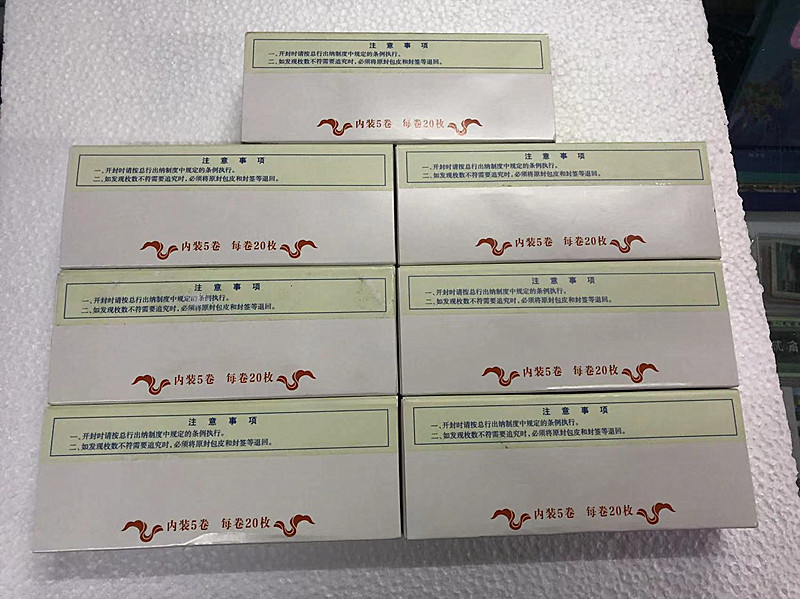 注意事項
一、开封时请按总行出纳制度中规定的条例执行。
二、如发现枚数不符需要追究时，必须将原封包皮和封签等退回。
内装5卷 每卷20枚
注意事項
一、开封时请按总行出纳制度中规定的条例执行。
二、如发现枚数不符需要追究时，必须将原封包皮和封签等退回。
内装5卷 每卷20枚
注意事項
一、开封时请按总行出纳制度中规定的条例执行。
二、如发现枚数不符需要追究时，必须将原封包皮和封签等退回。
内装5卷 每卷20枚
注意事項
一、开封时请按总行出纳制度中规定的条例执行。
二、如发现枚数不符需要追究时，必须将原封包皮和封签等退回。
内装5卷 每卷20枚
注意事項
一、开封时请按总行出纳制度中规定的条例执行。
二、如发现枚数不符需要追究时，必须将原封包皮和封签等退回。
内装5卷 每卷20枚
注意事項
一、开封时请按总行出纳制度中规定的条例执行。
二、如发现枚数不符需要追究时，必须将原封包皮和封签等退回。
内装5卷 每卷20枚
注意事項
一、开封时请按总行出纳制度中规定的条例执行。
二、如发现枚数不符需要追究时，必须将原封包皮和封签等退回。
内装5卷 每卷20枚
贰角